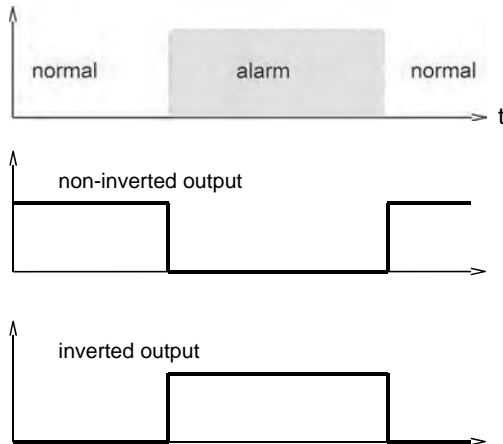 normal alarm normal
t
non-inverted output
inverted output